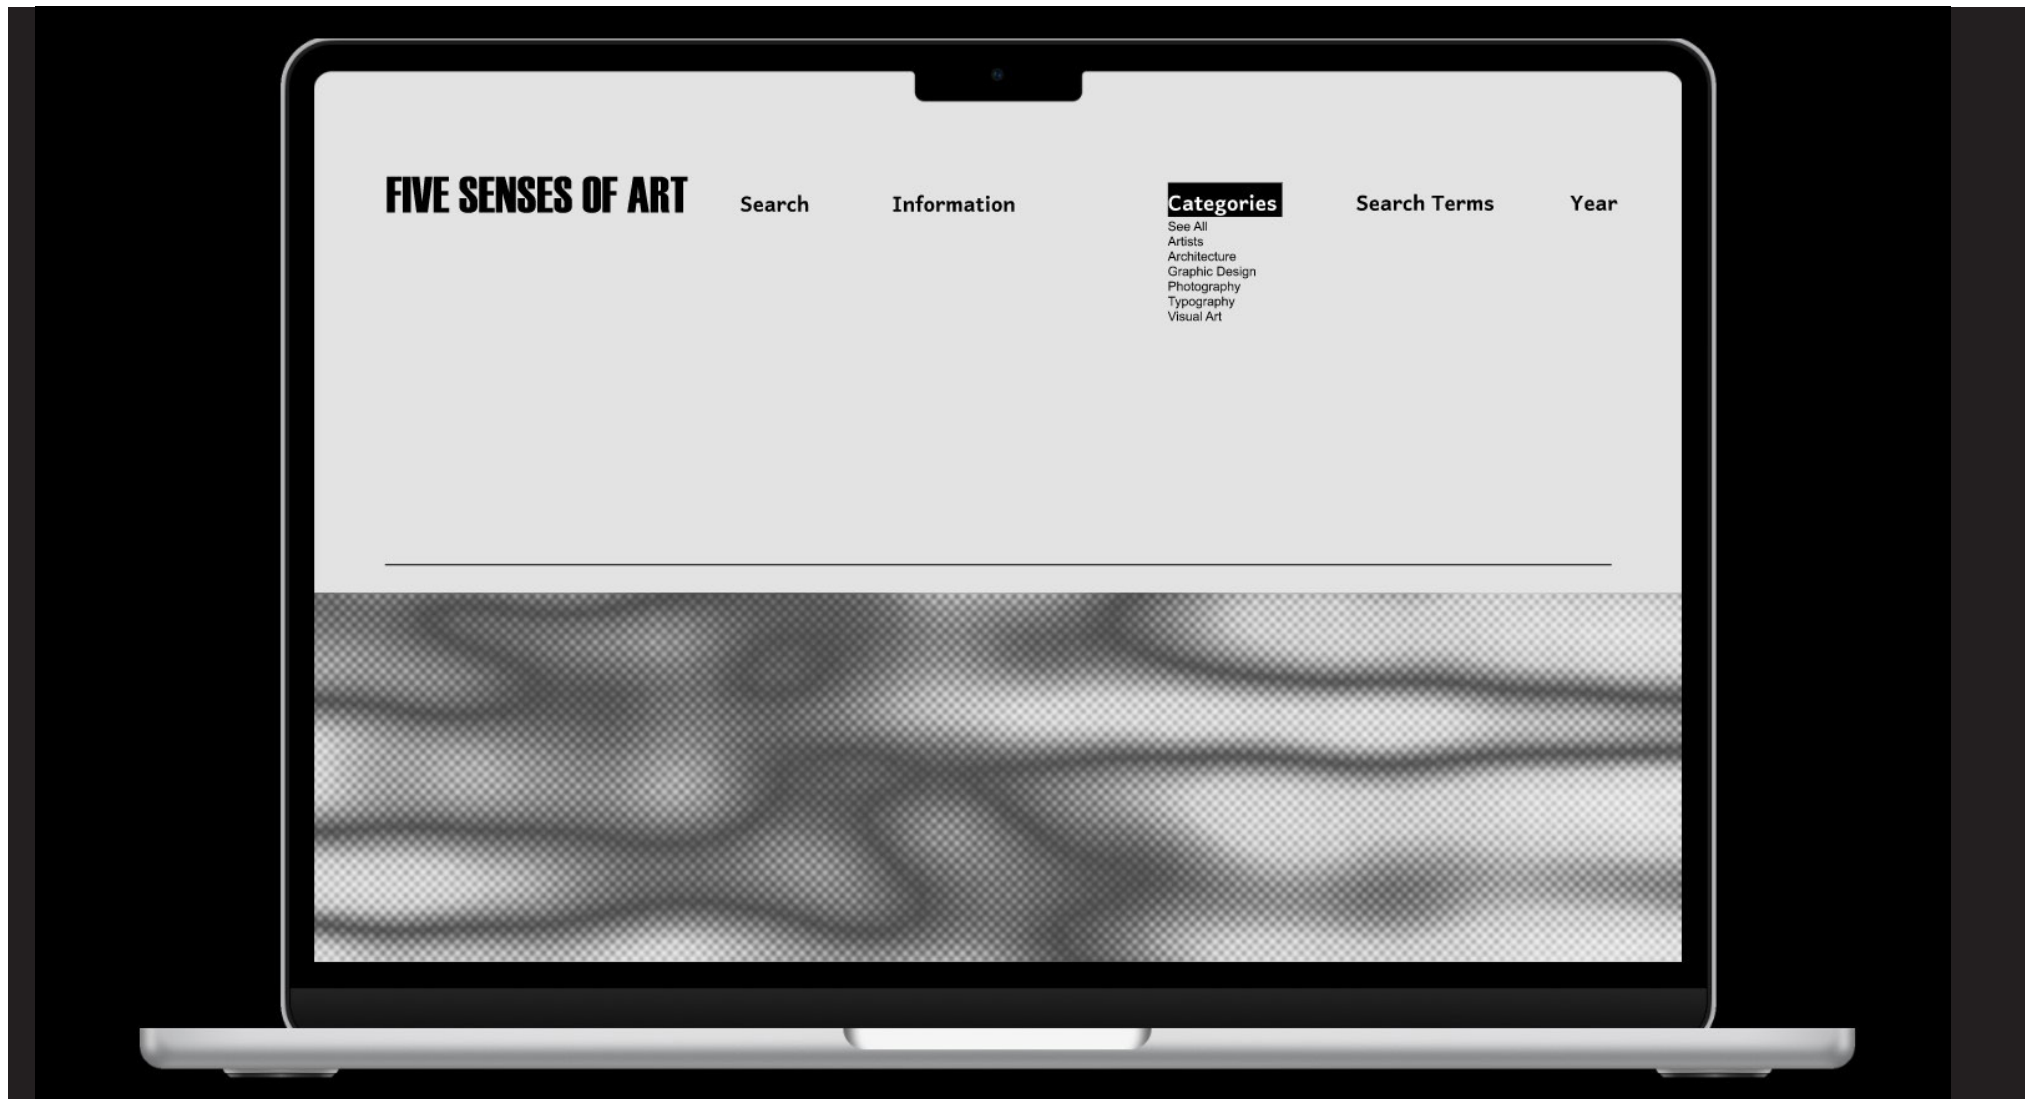 FIVE SENSES OF ART
Search
Information
Categories
Search Terms
Year
See All
Artists
Architecture
Graphic Design
Photography
Typography
Visual Art